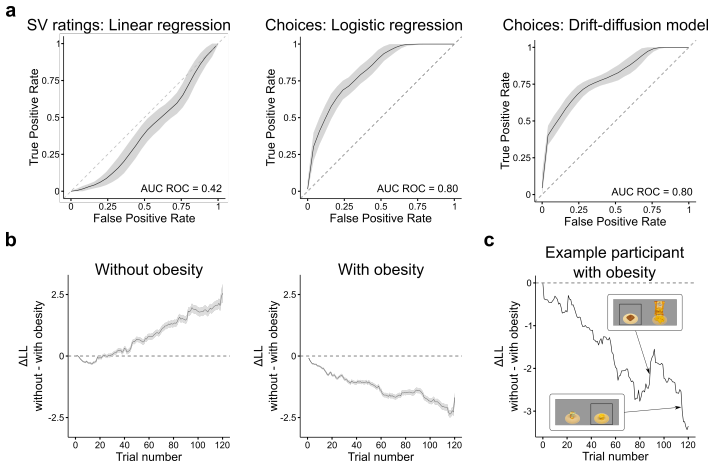 a
SV ratings: Linear regression
Choices: Logistic regression
Choices: Drift-diffusion model
True Positive Rate
1
0.75
0.5
0.25
0
AUC ROC = 0.42
0 0.25 0.5 0.75 1
False Positive Rate
True Positive Rate
1
0.75
0.5
0.25
0
AUC ROC = 0.80
0 0.25 0.5 0.75 1
False Positive Rate
True Positive Rate
1
0.75
0.5
0.25
0
AUC ROC = 0.80
0 0.25 0.5 0.75 1
False Positive Rate
b
Without obesity
ΔLL
without - with obesity
2.5
0
-2.5
0 20 40 60 80 100 120
Trial number
With obesity
ΔLL
without - with obesity
2.5
0
-2.5
0 20 40 60 80 100 120
Trial number
c
Example participant
with obesity
ΔLL
without - with obesity
0
-1
-2
-3
0 20 40 60 80 100 120
Trial number